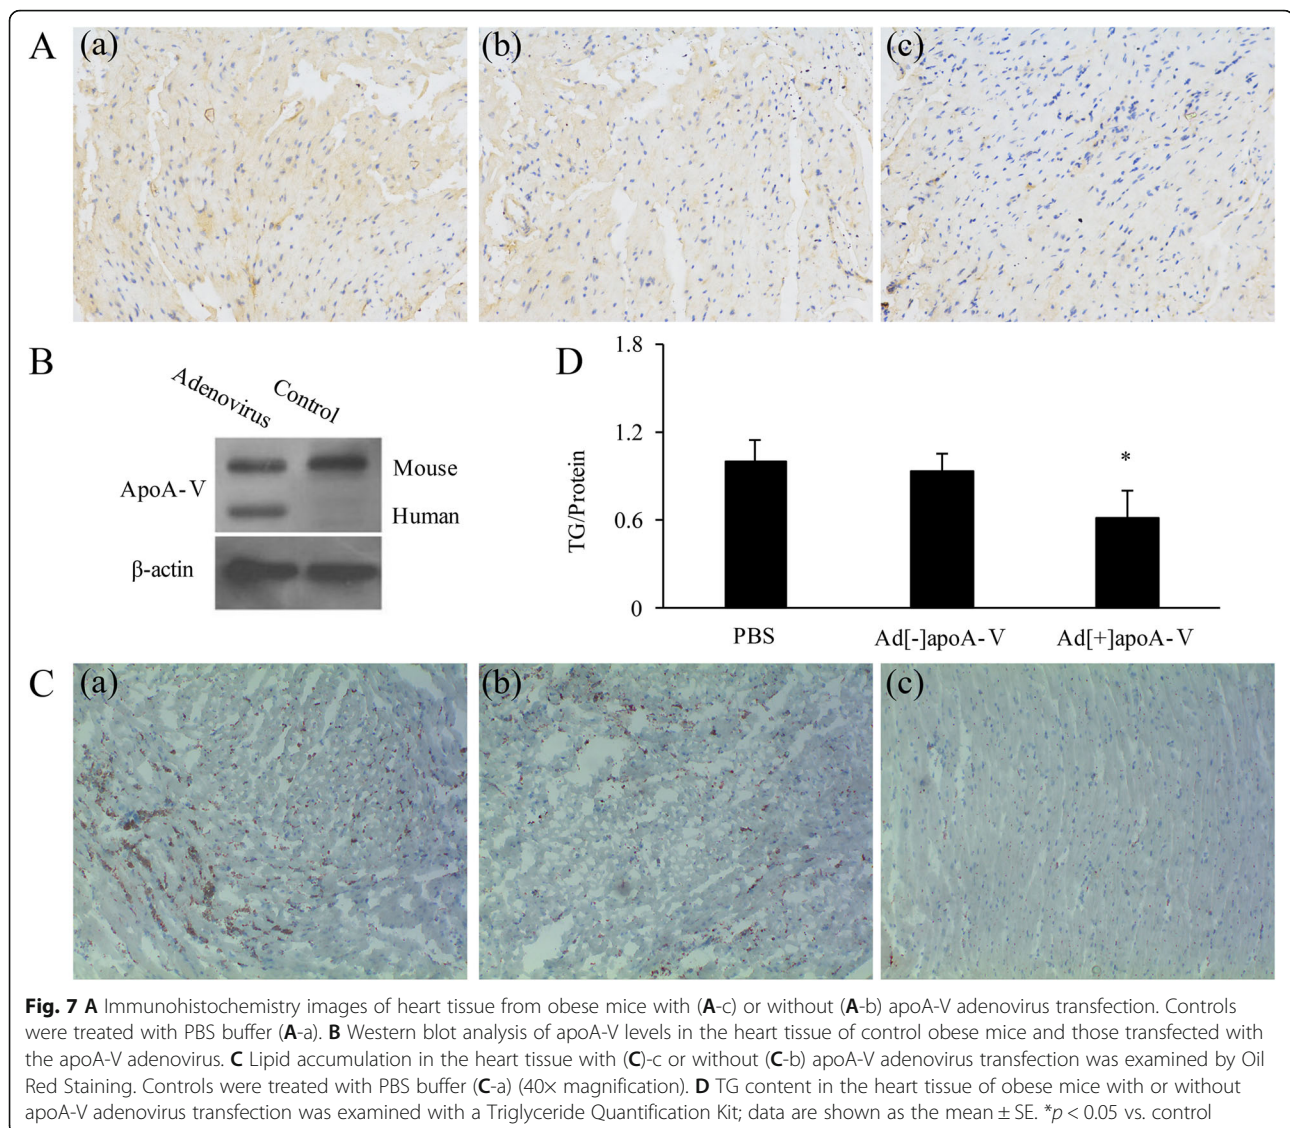 A
(a)
(b)
(c)
B
Adenovirus
Control
ApoA-V
Mouse
Human
β-actin
D
TG/Protein
1.8
1.2
0.6
0
*
PBS
Ad[-]apoA-V
Ad[+]apoA-V
C
(a)
(b)
(c)
Fig. 7 A Immunohistochemistry images of heart tissue from obese mice with (A-c) or without (A-b) apoA-V adenovirus transfection. Controls
were treated with PBS buffer (A-a). B Western blot analysis of apoA-V levels in the heart tissue of control obese mice and those transfected with
the apoA-V adenovirus. C Lipid accumulation in the heart tissue with (C)-c or without (C-b) apoA-V adenovirus transfection was examined by Oil
Red Staining. Controls were treated with PBS buffer (C-a) (40× magnification). D TG content in the heart tissue of obese mice with or without
apoA-V adenovirus transfection was examined with a Triglyceride Quantification Kit; data are shown as the mean ± SE. *p < 0.05 vs. control